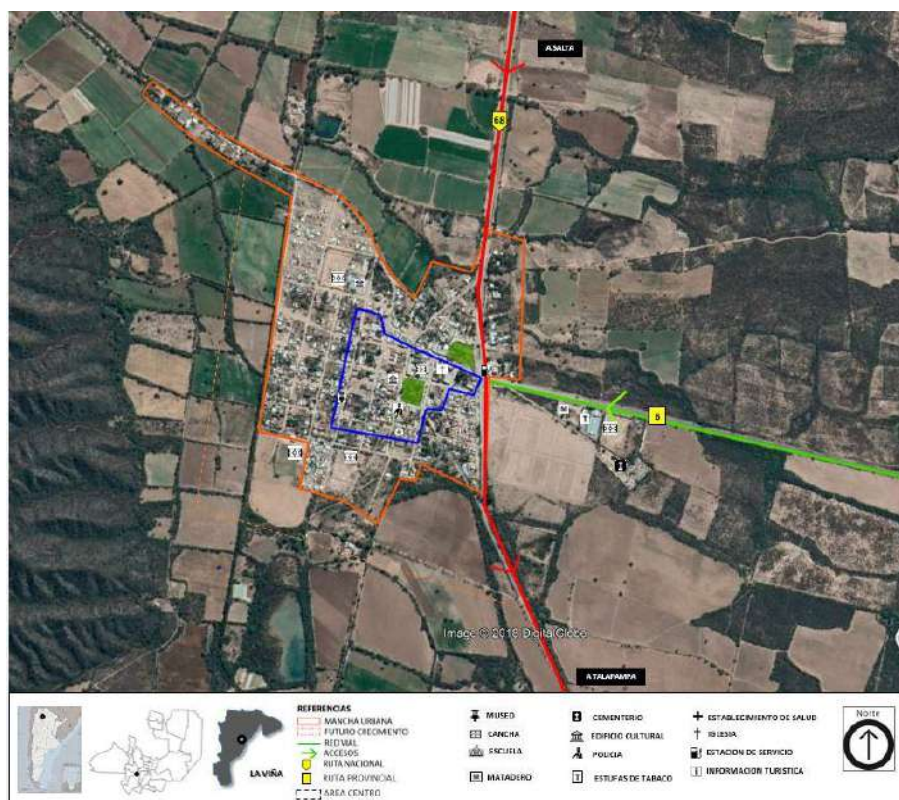 A SALTA
68
6
Image © 2018 DigitalGlobe
A TALAPAMPA
LA VIÑA
REFERENCIAS
MANCHA URBANA
FUTURO CRECIMIENTO
RED VIAL
ACCESOS
RUTA NACIONAL
RUTA PROVINCIAL
AREA CENTRO
MUSEO
CANCHA
ESCUELA
MATADERO
CEMENTERIO
EDIFICIO CULTURAL
POLICIA
ESTUFAS DE TABACO
ESTABLECIMIENTO DE SALUD
IGLESIA
ESTACION DE SERVICIO
INFORMACION TURISTICA
Norte